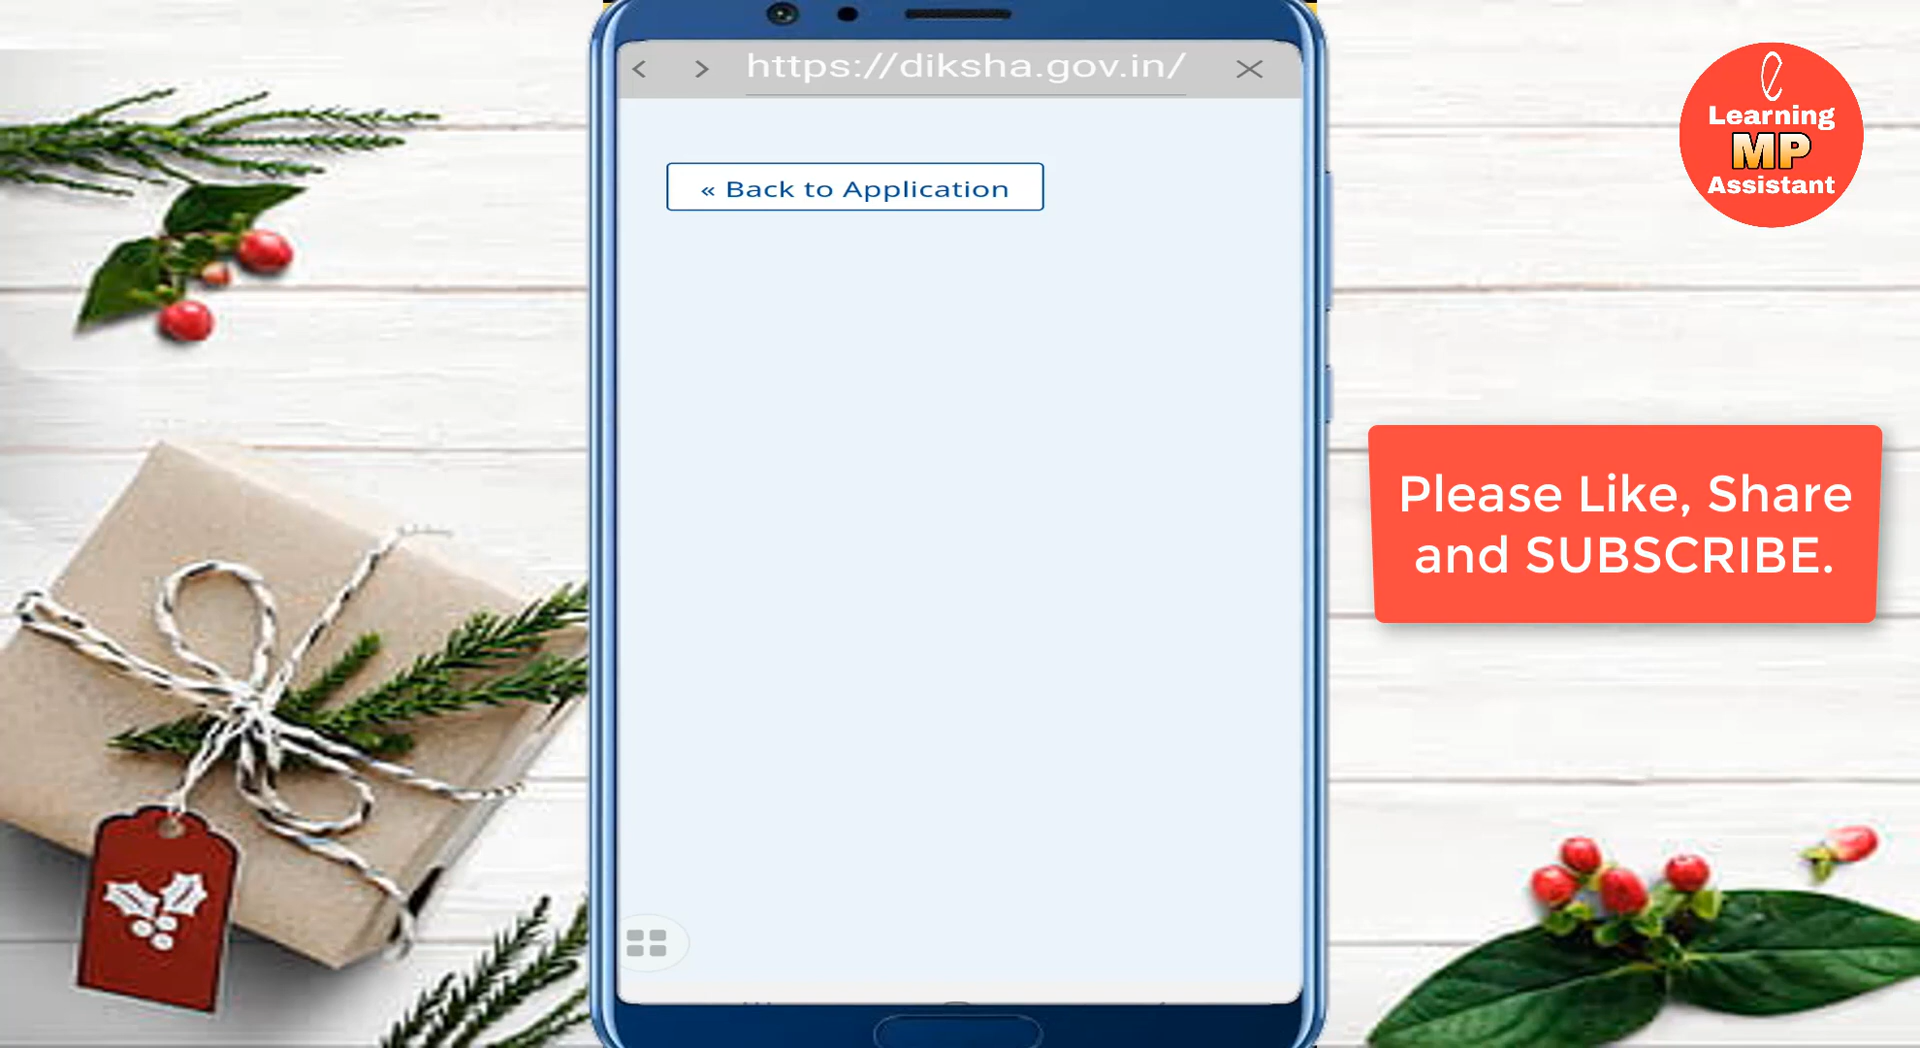 https://diksha.gov.in/
« Back to Application
Learning
MP
Assistant
Please Like, Share
and SUBSCRIBE.